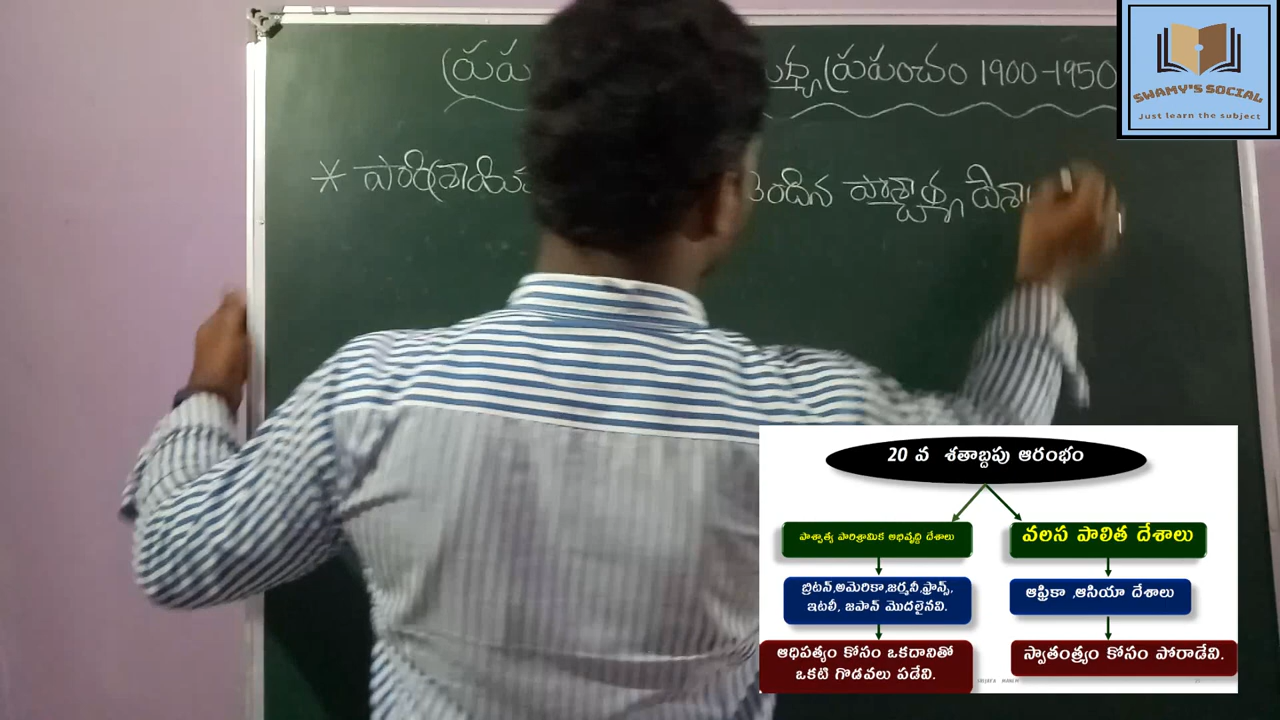 ప్రపంచం 1900-1950
* పారిశ్రామిక
చెందిన పాశ్చాత్య దేశా
SWAMY'S SOCIAL
Just learn the subject
20 వ శతాబ్దపు ఆరంభం
పాశ్చాత్య పారిశ్రామిక అభివృద్ధి దేశాలు
బ్రిటన్,అమెరికా,జర్మనీ,ఫ్రాన్స్,
ఇటలీ, జపాన్ మొదలైనవి.
ఆధిపత్యం కోసం ఒకదానితో
ఒకటి గొడవలు పడేవి.
వలస పాలిత దేశాలు
ఆఫ్రికా ,ఆసియా దేశాలు
స్వాతంత్ర్యం కోసం పోరాడేవి.